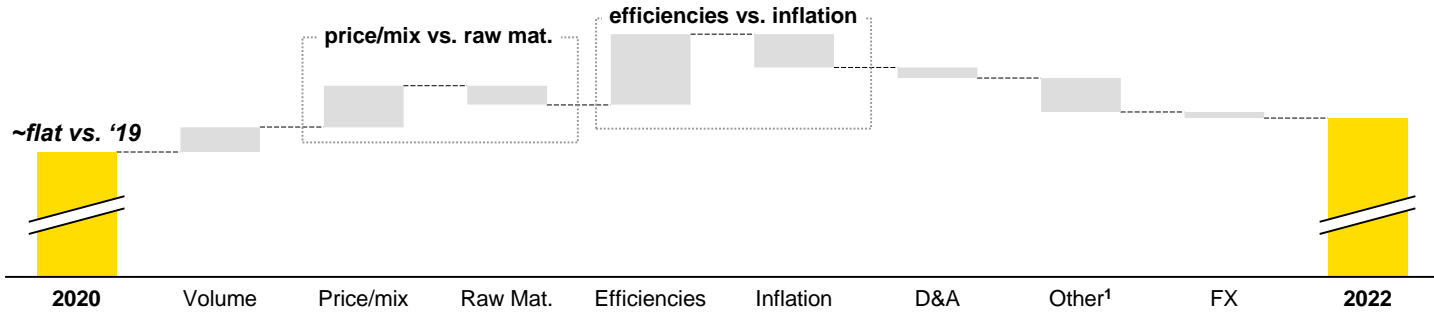 efficiencies vs. inflation
price/mix vs. raw mat.
~flat vs. ‘19
2020 Volume Price/mix Raw Mat. Efficiencies Inflation D&A Other¹ FX 2022